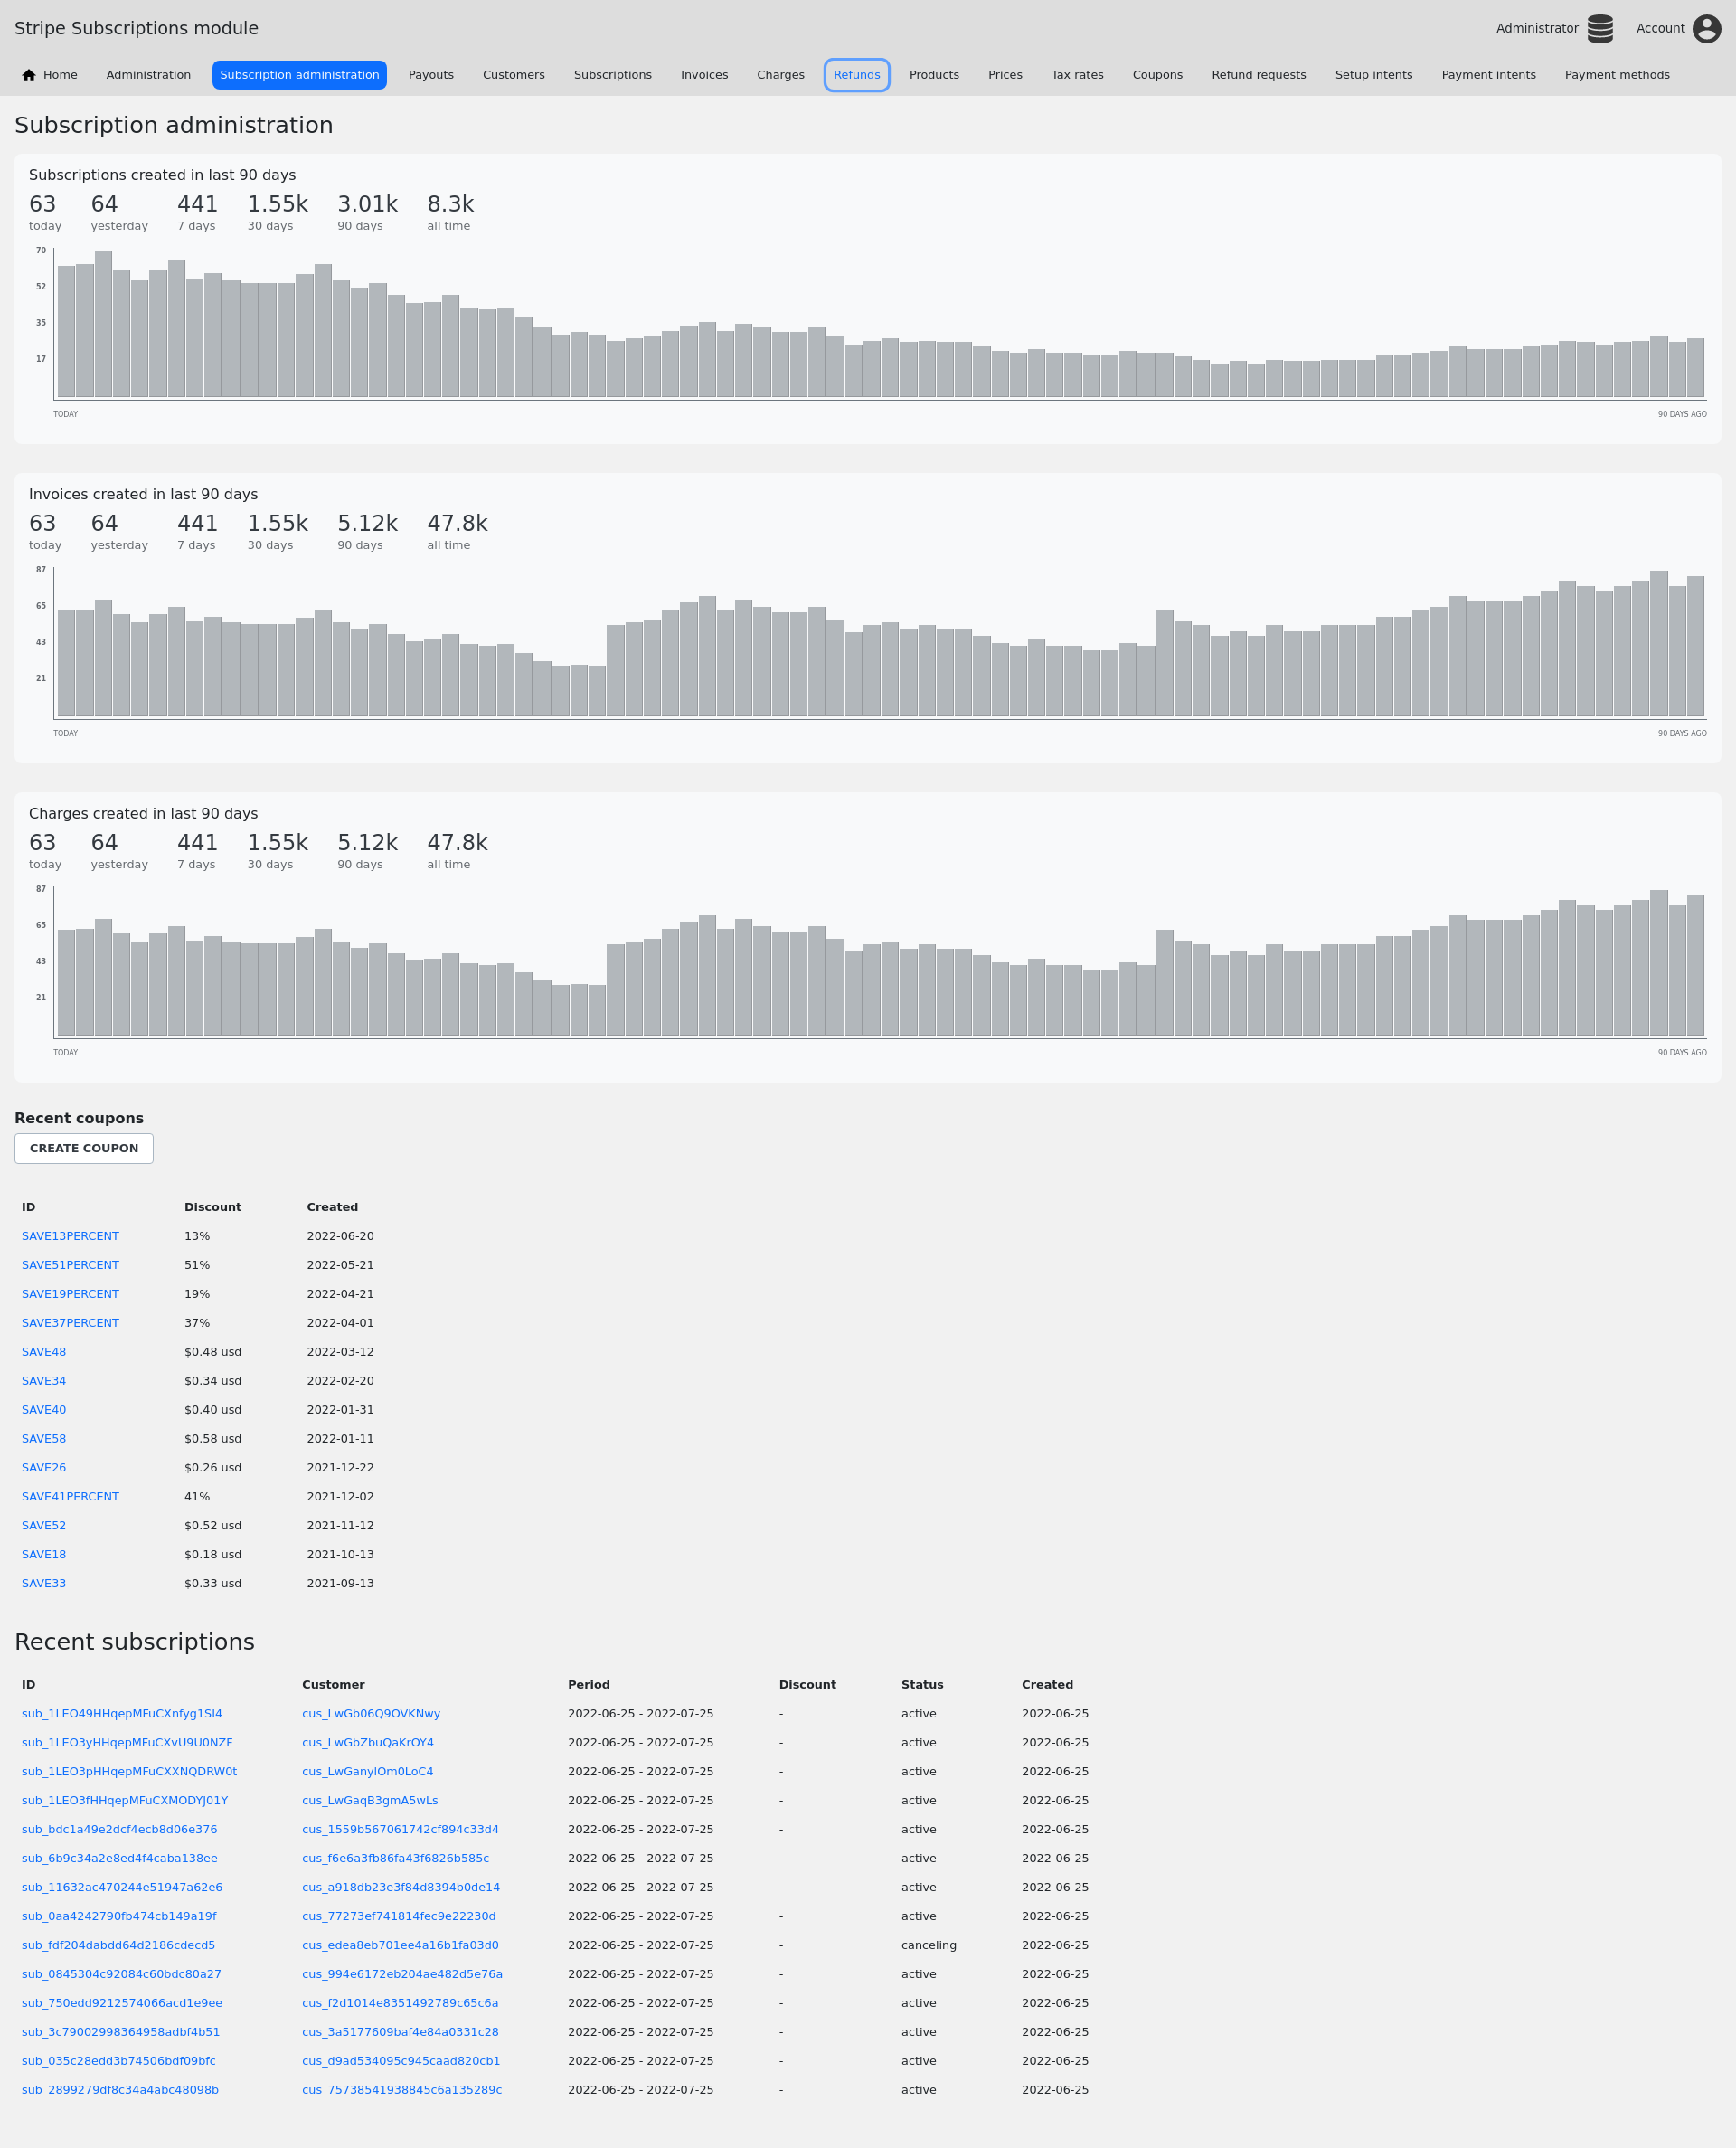 Stripe Subscriptions module
Administrator Account
Home Administration Subscription administration Payouts Customers Subscriptions Invoices Charges Refunds Products Prices Tax rates Coupons Refund requests Setup intents Payment intents Payment methods
Subscription administration
Subscriptions created in last 90 days
63 64 441 1.55k 3.01k 8.3k
today yesterday 7 days 30 days 90 days all time
70
52
35
17
TODAY 90 DAYS AGO
Invoices created in last 90 days
63 64 441 1.55k 5.12k 47.8k
today yesterday 7 days 30 days 90 days all time
87
65
43
21
TODAY 90 DAYS AGO
Charges created in last 90 days
63 64 441 1.55k 5.12k 47.8k
today yesterday 7 days 30 days 90 days all time
87
65
43
21
TODAY 90 DAYS AGO
Recent coupons
CREATE COUPON
ID Discount Created
SAVE13PERCENT 13% 2022-06-20
SAVE51PERCENT 51% 2022-05-21
SAVE19PERCENT 19% 2022-04-21
SAVE37PERCENT 37% 2022-04-01
SAVE48 $0.48 usd 2022-03-12
SAVE34 $0.34 usd 2022-02-20
SAVE40 $0.40 usd 2022-01-31
SAVE58 $0.58 usd 2022-01-11
SAVE26 $0.26 usd 2021-12-22
SAVE41PERCENT 41% 2021-12-02
SAVE52 $0.52 usd 2021-11-12
SAVE18 $0.18 usd 2021-10-13
SAVE33 $0.33 usd 2021-09-13
Recent subscriptions
ID Customer Period Discount Status Created
sub_1LEO49HHqepMFuCXnfyg1SI4 cus_LwGb06Q9OVKNwy 2022-06-25 - 2022-07-25 - active 2022-06-25
sub_1LEO3yHHqepMFuCXvU9U0NZF cus_LwGbZbuQaKrOY4 2022-06-25 - 2022-07-25 - active 2022-06-25
sub_1LEO3pHHqepMFuCXXNQDRW0t cus_LwGanylOm0LoC4 2022-06-25 - 2022-07-25 - active 2022-06-25
sub_1LEO3fHHqepMFuCXMODYJ01Y cus_LwGaqB3gmA5wLs 2022-06-25 - 2022-07-25 - active 2022-06-25
sub_bdc1a49e2dcf4ecb8d06e376 cus_1559b567061742cf894c33d4 2022-06-25 - 2022-07-25 - active 2022-06-25
sub_6b9c34a2e8ed4f4caba138ee cus_f6e6a3fb86fa43f6826b585c 2022-06-25 - 2022-07-25 - active 2022-06-25
sub_11632ac470244e51947a62e6 cus_a918db23e3f84d8394b0de14 2022-06-25 - 2022-07-25 - active 2022-06-25
sub_0aa4242790fb474cb149a19f cus_77273ef741814fec9e22230d 2022-06-25 - 2022-07-25 - active 2022-06-25
sub_fdf204dabdd64d2186cdecd5 cus_edea8eb701ee4a16b1fa03d0 2022-06-25 - 2022-07-25 - canceling 2022-06-25
sub_0845304c92084c60bdc80a27 cus_994e6172eb204ae482d5e76a 2022-06-25 - 2022-07-25 - active 2022-06-25
sub_750edd9212574066acd1e9ee cus_f2d1014e8351492789c65c6a 2022-06-25 - 2022-07-25 - active 2022-06-25
sub_3c79002998364958adbf4b51 cus_3a5177609baf4e84a0331c28 2022-06-25 - 2022-07-25 - active 2022-06-25
sub_035c28edd3b74506bdf09bfc cus_d9ad534095c945caad820cb1 2022-06-25 - 2022-07-25 - active 2022-06-25
sub_2899279df8c34a4abc48098b cus_75738541938845c6a135289c 2022-06-25 - 2022-07-25 - active 2022-06-25